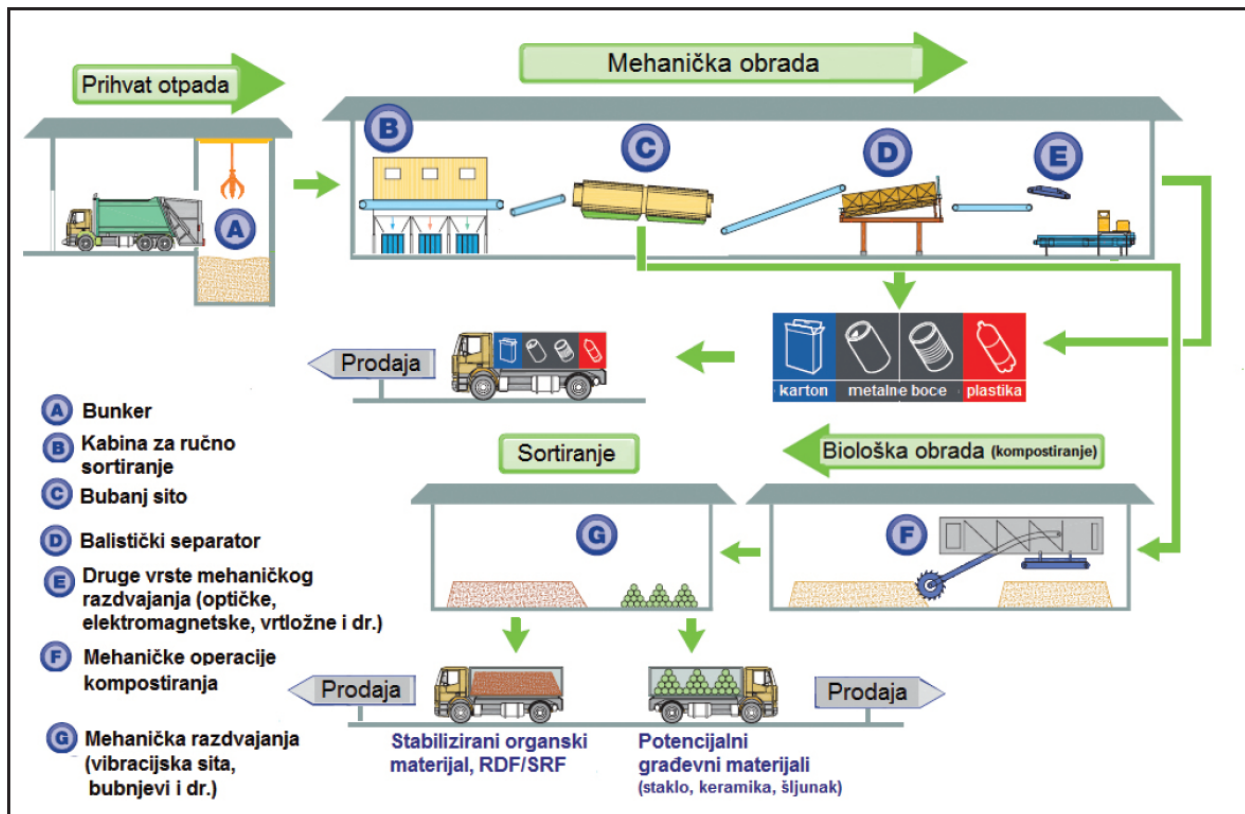 Prihvat otpada
Mehanička obrada
A
B
C
D
E
karton
metalne boce
plastika
Prodaja
A Bunker
B Kabina za ručno
sortiranje
C Bubanj sito
D Balistički separator
E Druge vrste mehaničkog
razdvajanja (optičke,
elektromagnetske, vrtložne i dr.)
F Mehaničke operacije
kompostiranja
G Mehanička razdvajanja
(vibracijska sita,
bubnjevi i dr.)
Sortiranje
Biološka obrada (kompostiranje)
G
F
Prodaja
Prodaja
Stabilizirani organski
materijal, RDF/SRF
Potencijalni
građevni materijali
(staklo, keramika, šljunak)